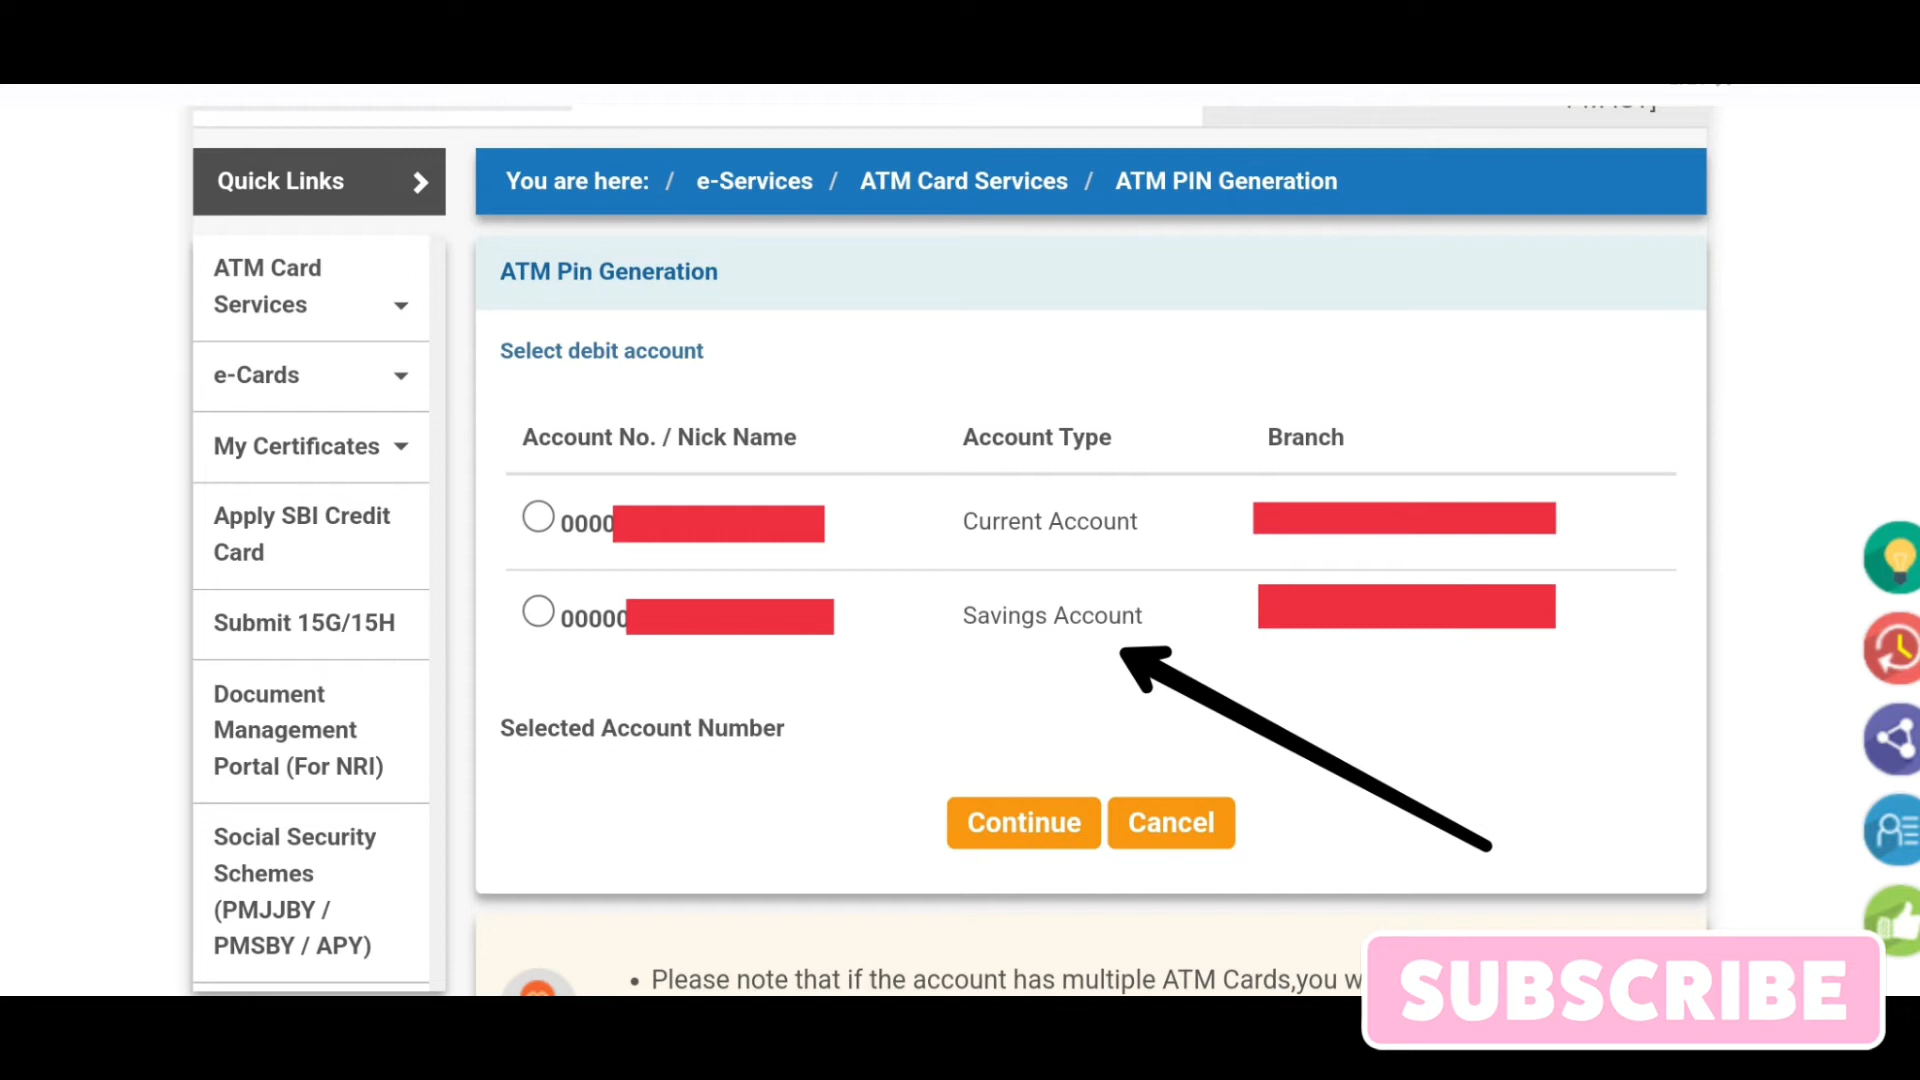 Quick Links
You are here: / e-Services / ATM Card Services / ATM PIN Generation
ATM Card
Services
e-Cards
My Certificates
Apply SBI Credit
Card
Submit 15G/15H
Document
Management
Portal (For NRI)
Social Security
Schemes
(PMJJBY /
PMSBY / APY)
ATM Pin Generation
Select debit account
Account No. / Nick Name Account Type Branch
0000 Current Account
00000 Savings Account
Selected Account Number
Continue Cancel
• Please note that if the account has multiple ATM Cards,you
SUBSCRIBE